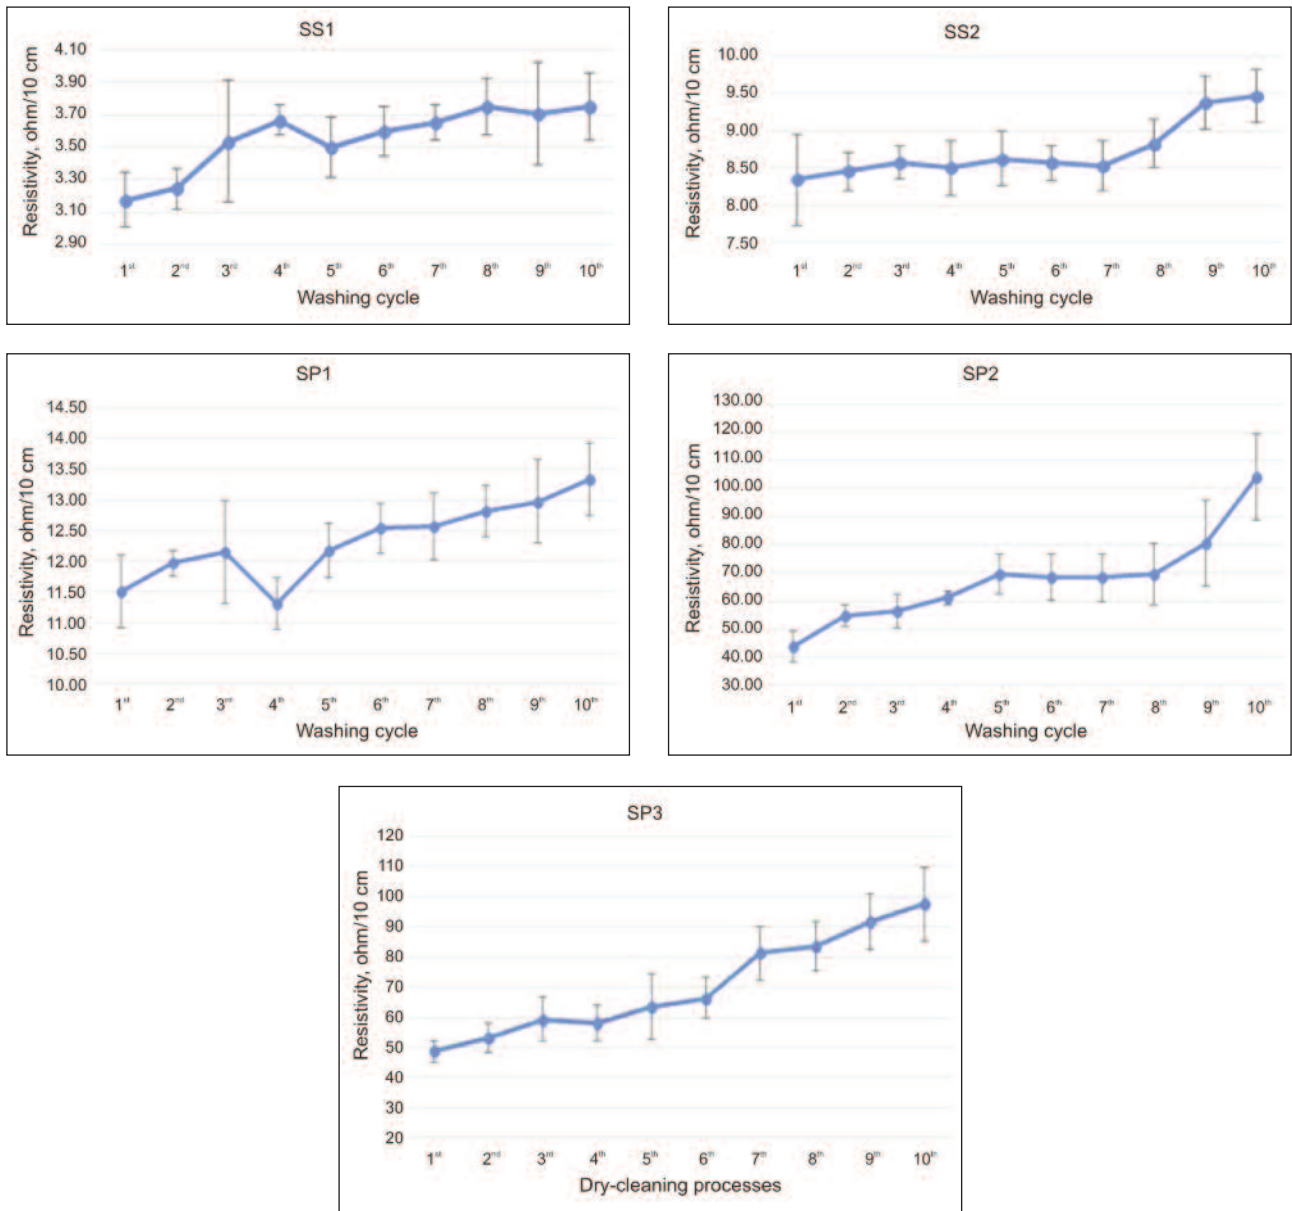 SS1
Resistivity, ohm/10 cm
4.10
3.90
3.70
3.50
3.30
3.10
2.90
1st 2nd 3rd 4th 5th 6th 7th 8th 9th 10th
Washing cycle
SS2
Resistivity, ohm/10 cm
10.00
9.50
9.00
8.50
8.00
7.50
1st 2nd 3rd 4th 5th 6th 7th 8th 9th 10th
Washing cycle
SP1
Resistivity, ohm/10 cm
14.50
14.00
13.50
13.00
12.50
12.00
11.50
11.00
10.50
10.00
1st 2nd 3rd 4th 5th 6th 7th 8th 9th 10th
Washing cycle
SP2
Resistivity, ohm/10 cm
130.00
120.00
110.00
100.00
90.00
80.00
70.00
60.00
50.00
40.00
30.00
1st 2nd 3rd 4th 5th 6th 7th 8th 9th 10th
Washing cycle
SP3
Resistivity, ohm/10 cm
120
110
100
90
80
70
60
50
40
30
20
1st 2nd 3rd 4th 5th 6th 7th 8th 9th 10th
Dry-cleaning processes